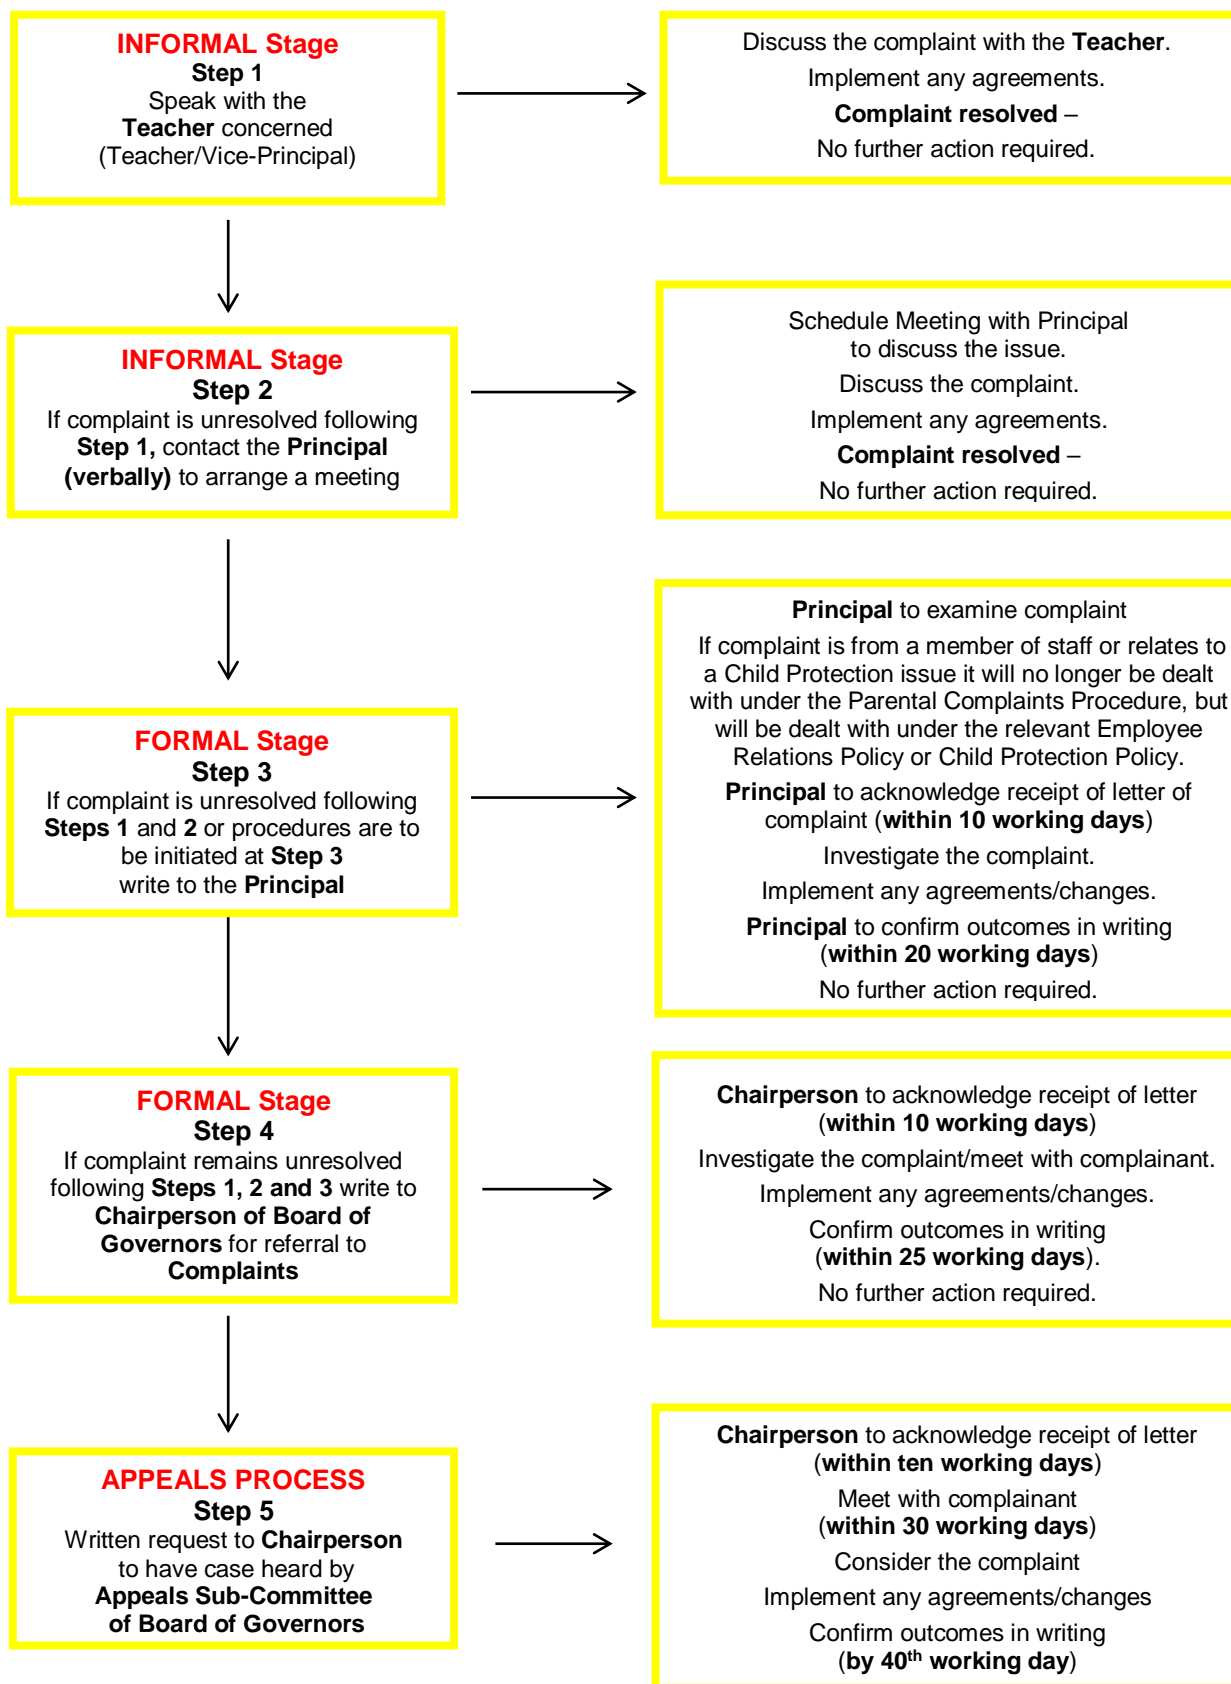 INFORMAL Stage
Step 1
Speak with the
Teacher concerned
(Teacher/Vice-Principal)
Discuss the complaint with the Teacher.
Implement any agreements.
Complaint resolved –
No further action required.
INFORMAL Stage
Step 2
If complaint is unresolved following
Step 1, contact the Principal
(verbally) to arrange a meeting
Schedule Meeting with Principal
to discuss the issue.
Discuss the complaint.
Implement any agreements.
Complaint resolved –
No further action required.
FORMAL Stage
Step 3
If complaint is unresolved following
Steps 1 and 2 or procedures are to
be initiated at Step 3
write to the Principal
Principal to examine complaint
If complaint is from a member of staff or relates to
a Child Protection issue it will no longer be dealt
with under the Parental Complaints Procedure, but
will be dealt with under the relevant Employee
Relations Policy or Child Protection Policy.
Principal to acknowledge receipt of letter of
complaint (within 10 working days)
Investigate the complaint.
Implement any agreements/changes.
Principal to confirm outcomes in writing
(within 20 working days)
No further action required.
FORMAL Stage
Step 4
If complaint remains unresolved
following Steps 1, 2 and 3 write to
Chairperson of Board of
Governors for referral to
Complaints
Chairperson to acknowledge receipt of letter
(within 10 working days)
Investigate the complaint/meet with complainant.
Implement any agreements/changes.
Confirm outcomes in writing
(within 25 working days).
No further action required.
APPEALS PROCESS
Step 5
Written request to Chairperson
to have case heard by
Appeals Sub-Committee
of Board of Governors
Chairperson to acknowledge receipt of letter
(within ten working days)
Meet with complainant
(within 30 working days)
Consider the complaint
Implement any agreements/changes
Confirm outcomes in writing
(by 40th working day)